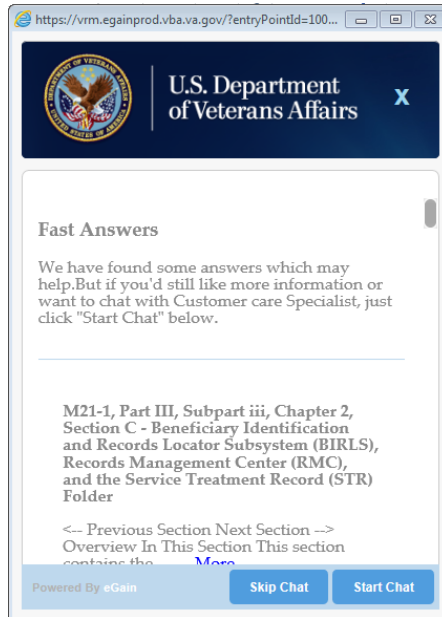 https://vrm.egainprod.vba.va.gov/?entryPointId=100...
U.S. Department
of Veterans Affairs
X
Fast Answers
We have found some answers which may
help.But if you'd still like more information or
want to chat with Customer care Specialist, just
click "Start Chat" below.
M21-1, Part III, Subpart iii, Chapter 2,
Section C - Beneficiary Identification
and Records Locator Subsystem (BIRLS),
Records Management Center (RMC),
and the Service Treatment Record (STR)
Folder
<-- Previous Section Next Section -->
Overview In This Section This section
contains the More
Powered By eGain
Skip Chat
Start Chat